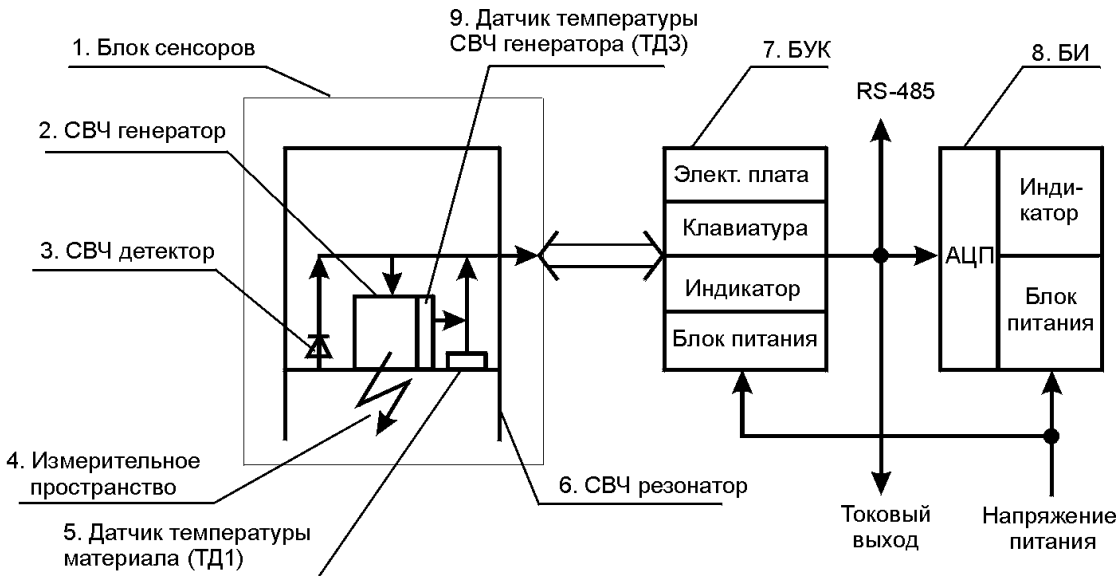 9. Датчик температуры
СВЧ генератора (ТД3)
1. Блок сенсоров
7. БУК
8. БИ
RS-485
2. СВЧ генератор
Элект. плата
Инди-
катор
Клавиатура
3. СВЧ детектор
АЦП
Индикатор
Блок
питания
Блок питания
4. Измерительное
пространство
6. СВЧ резонатор
5. Датчик температуры
материала (ТД1)
Токовый
выход
Напряжение
питания